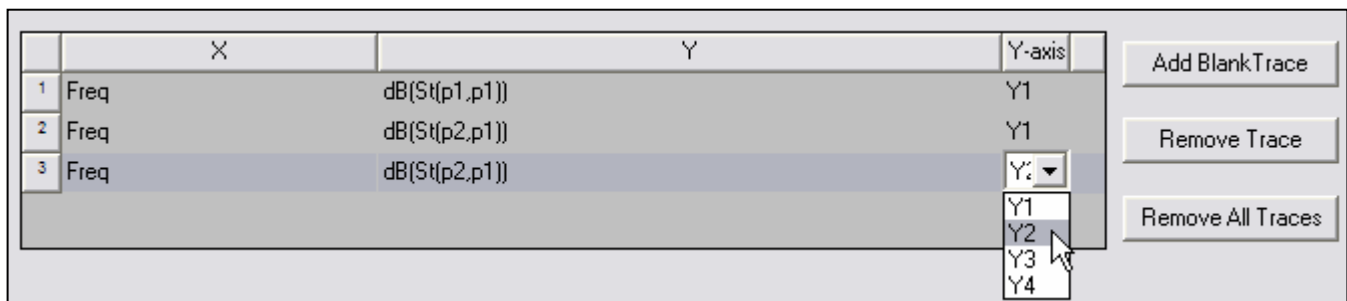 X Y Y-axis
1 Freq dB(St(p1,p1)) Y1
2 Freq dB(St(p2,p1)) Y1
3 Freq dB(St(p2,p1)) Y2
Y1
Y2
Y3
Y4
Add BlankTrace
Remove Trace
Remove All Traces